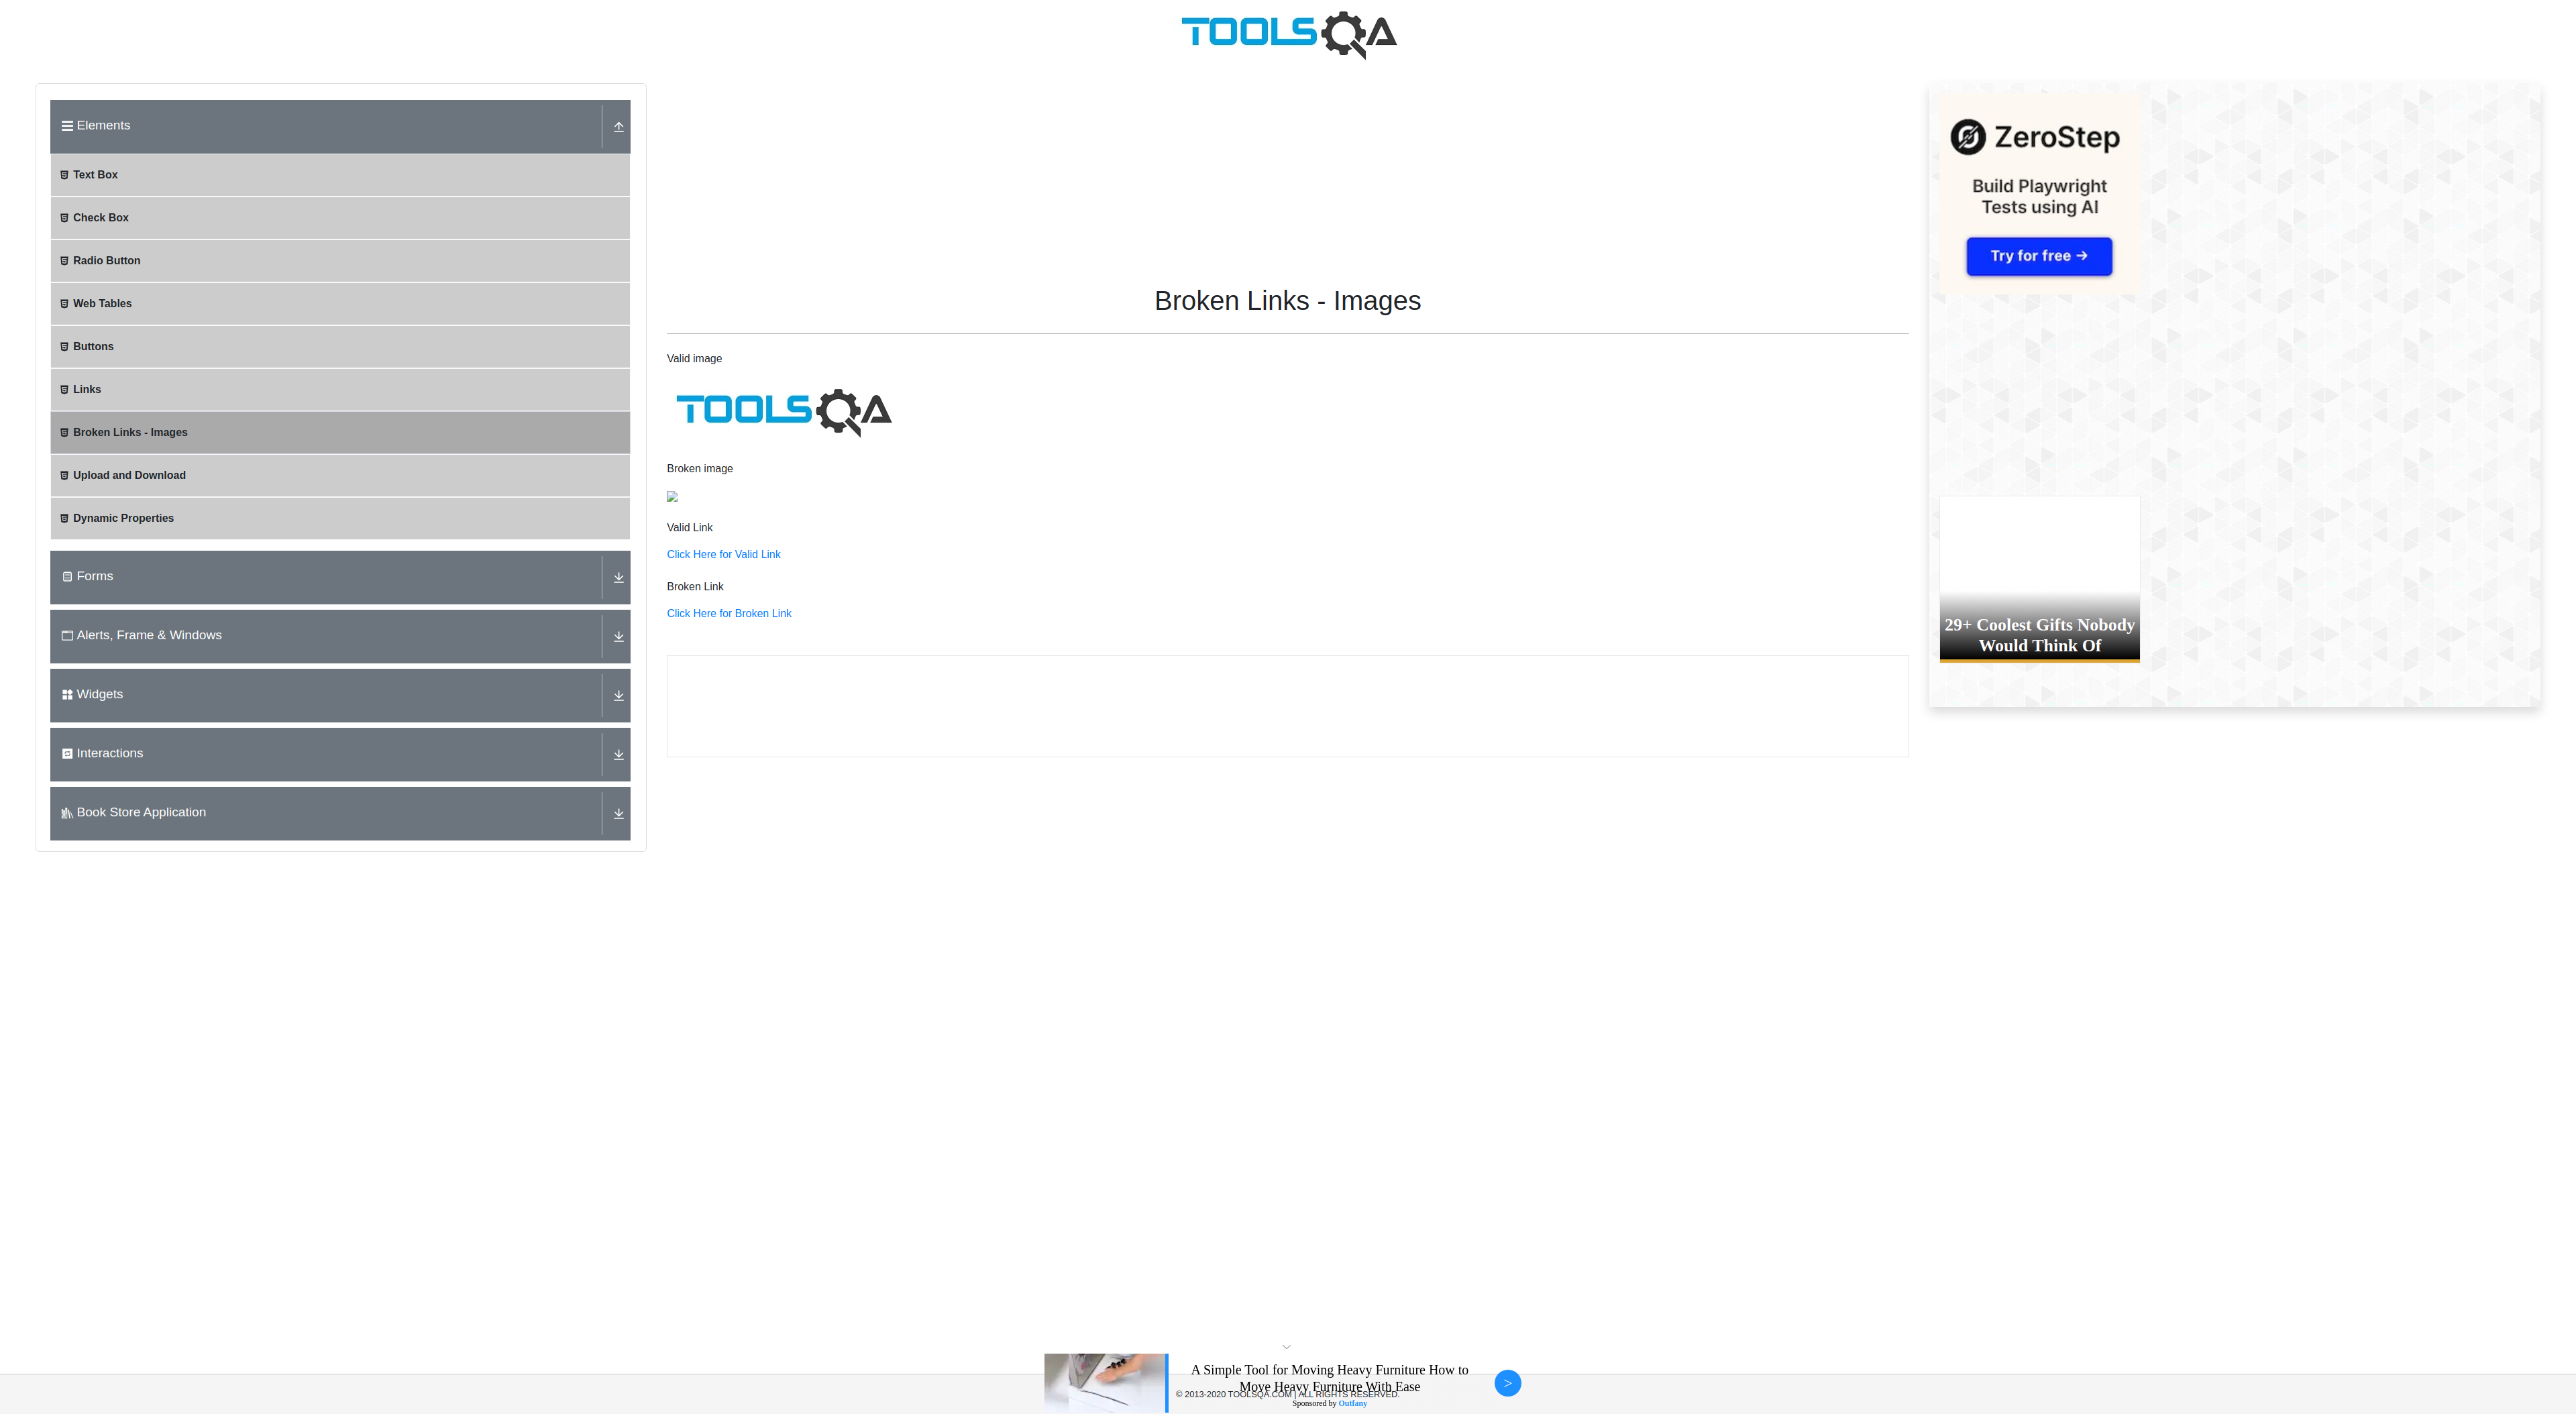 TOOLSQA
Elements
Text Box
Check Box
Radio Button
Web Tables
Buttons
Links
Broken Links - Images
Upload and Download
Dynamic Properties
Forms
Alerts, Frame & Windows
Widgets
Interactions
Book Store Application
Broken Links - Images
Valid image
TOOLSQA
Broken image
Valid Link
Click Here for Valid Link
Broken Link
Click Here for Broken Link
ZeroStep
Build Playwright
Tests using AI
Try for free →
29+ Coolest Gifts Nobody
Would Think Of
A Simple Tool for Moving Heavy Furniture How to
Move Heavy Furniture With Ease
© 2013-2020 TOOLSQA.COM | ALL RIGHTS RESERVED.
Sponsored by Outfany
>